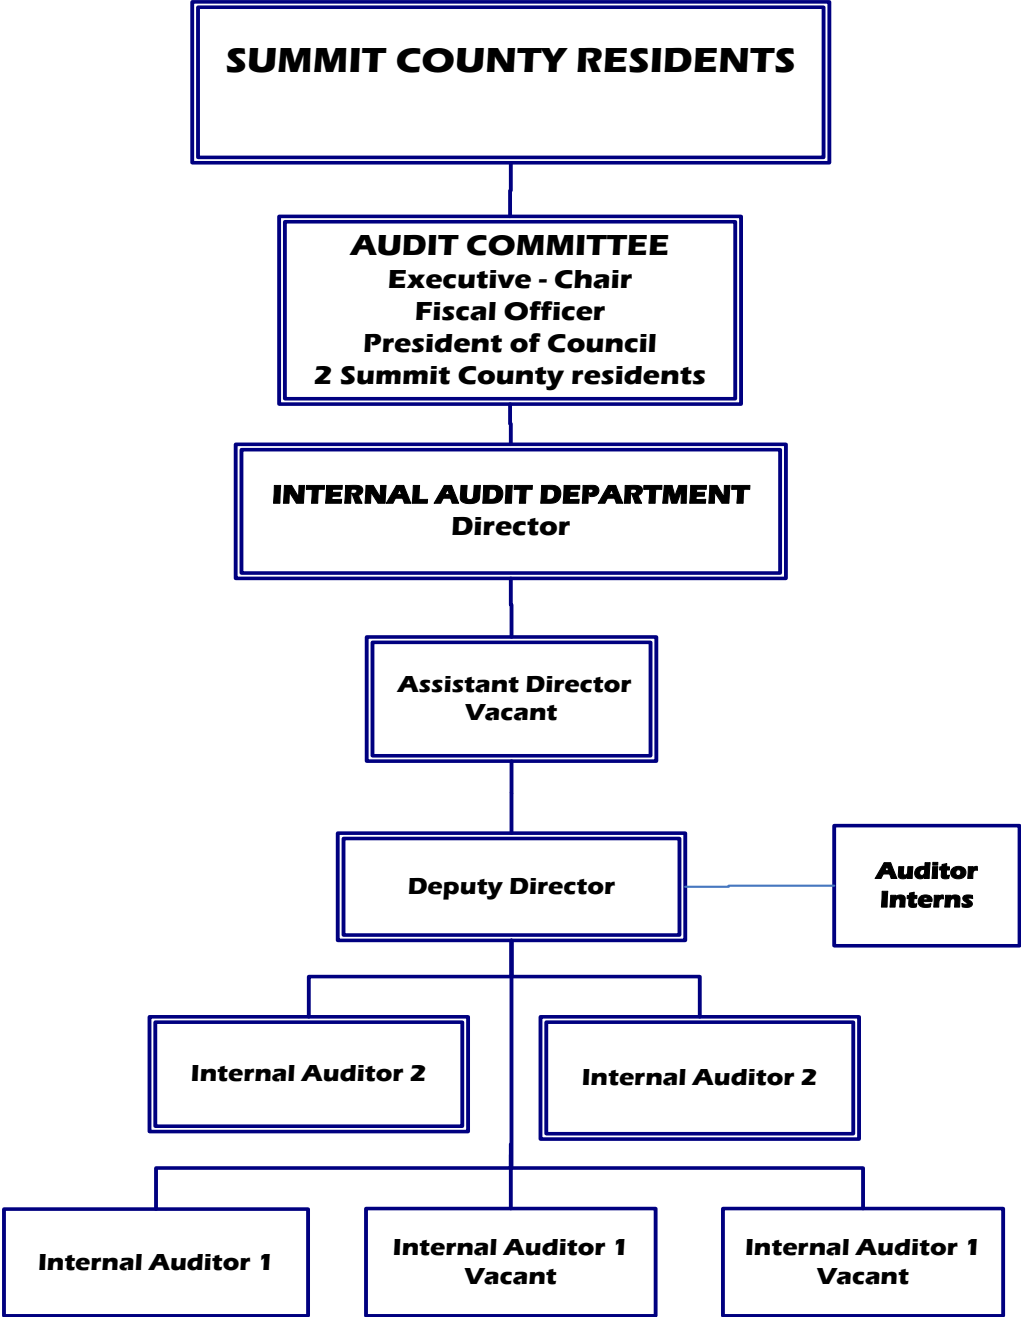 SUMMIT COUNTY RESIDENTS
AUDIT COMMITTEE
Executive - Chair
Fiscal Officer
President of Council
2 Summit County residents
INTERNAL AUDIT DEPARTMENT
Director
Assistant Director
Vacant
Deputy Director
Auditor
Interns
Internal Auditor 2
Internal Auditor 2
Internal Auditor 1
Internal Auditor 1
Vacant
Internal Auditor 1
Vacant